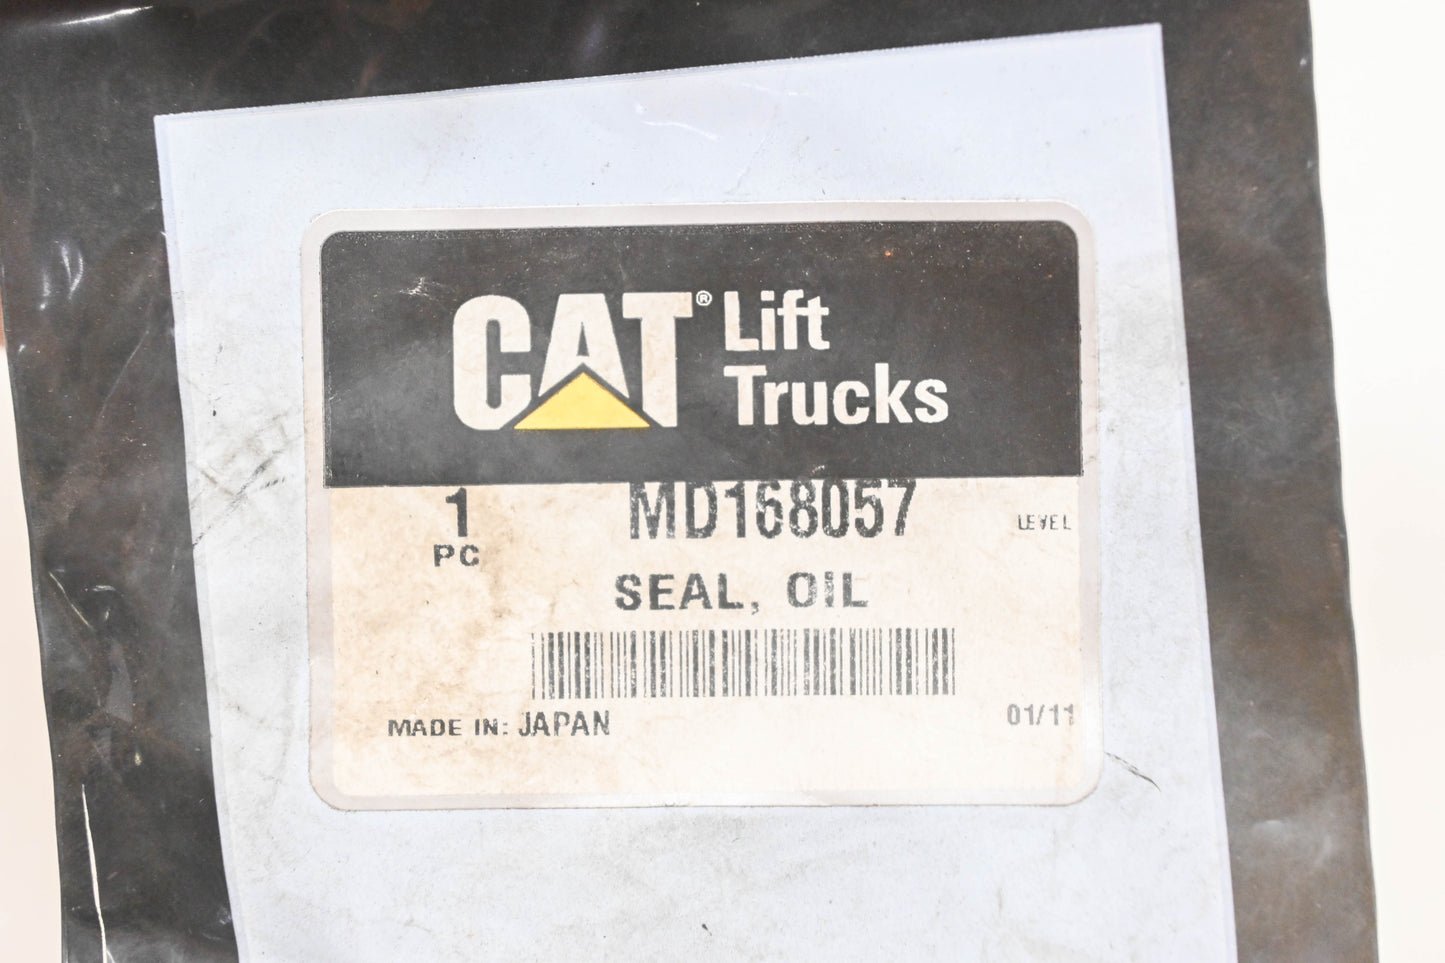 CAT® Lift
Trucks
1 MD168057 LEVEL
PC
SEAL, OIL
MADE IN: JAPAN 01/11